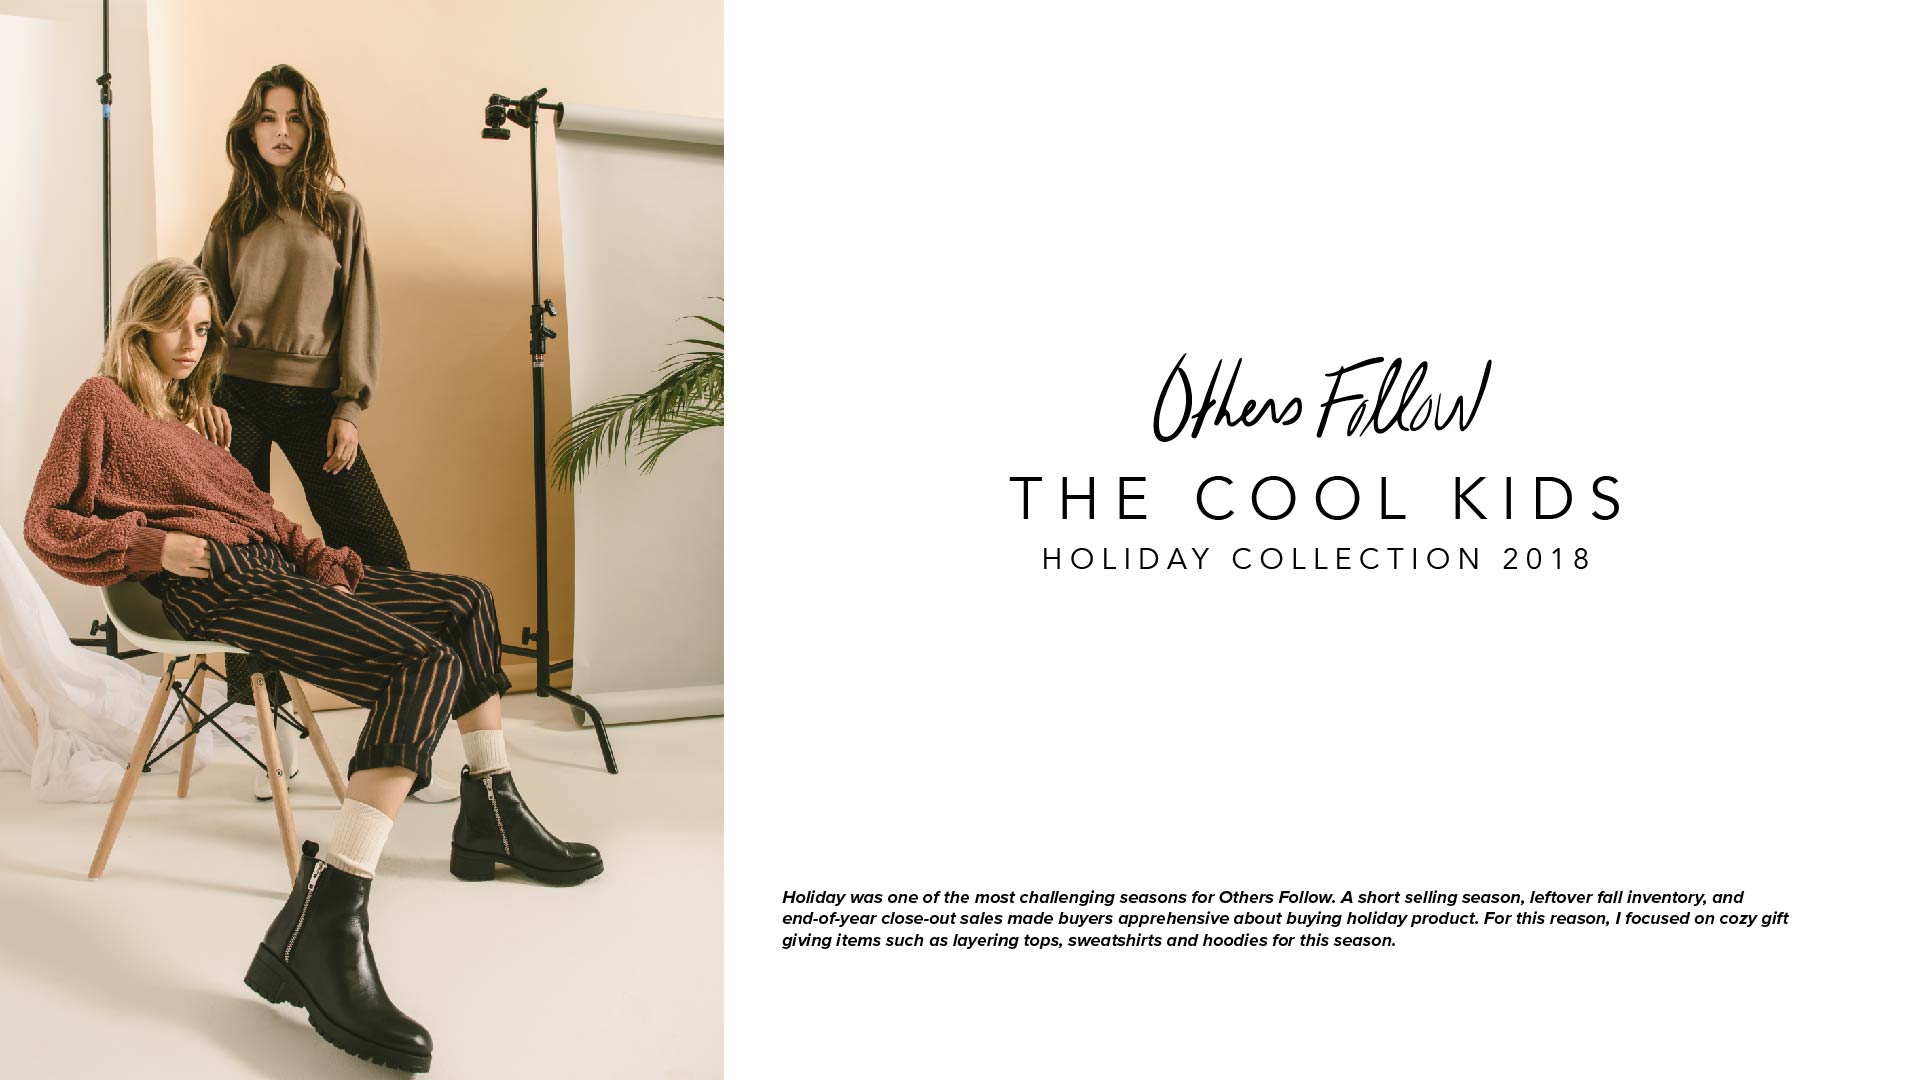 Others Follow
THE COOL KIDS
HOLIDAY COLLECTION 2018
Holiday was one of the most challenging seasons for Others Follow. A short selling season, leftover fall inventory, and
end-of-year close-out sales made buyers apprehensive about buying holiday product. For this reason, I focused on cozy gift
giving items such as layering tops, sweatshirts and hoodies for this season.